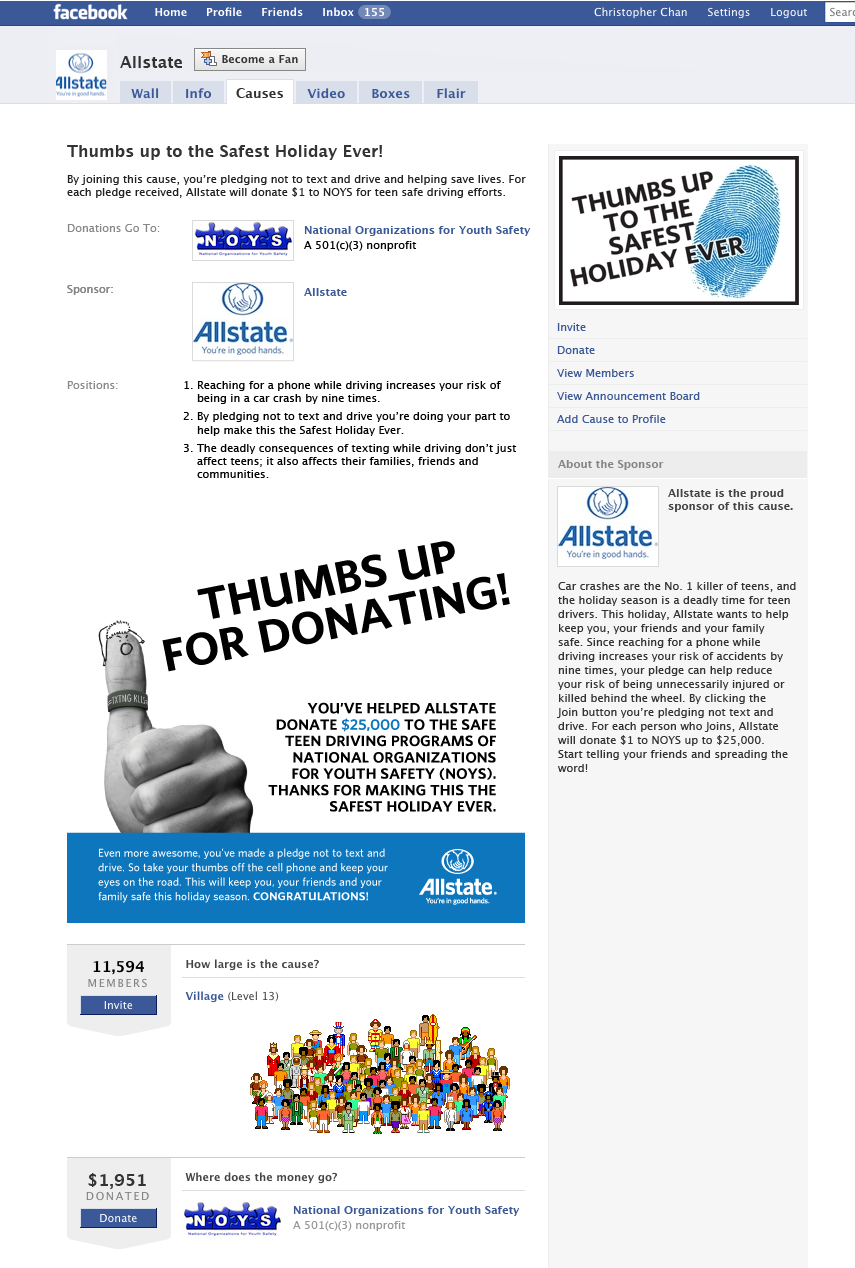 facebook Home Profile Friends Inbox 155 Christopher Chan Settings Logout Sear
Allstate Become a Fan
Allstate
You're in good hands.
Wall Info Causes Video Boxes Flair
Thumbs up to the Safest Holiday Ever!
By joining this cause, you're pledging not to text and drive and helping save lives. For
each pledge received, Allstate will donate $1 to NOYS for teen safe driving efforts.
Donations Go To:
NOYS
National Organizations for Youth Safety
National Organizations for Youth Safety
A 501(c)(3) nonprofit
Sponsor:
Allstate
You're in good hands.
Allstate
Positions:
1. Reaching for a phone while driving increases your risk of
being in a car crash by nine times.
2. By pledging not to text and drive you're doing your part to
help make this the Safest Holiday Ever.
3. The deadly consequences of texting while driving don't just
affect teens; it also affects their families, friends and
communities.
THUMBS UP
FOR DONATING!
TXTNG KLLS
YOU'VE HELPED ALLSTATE
DONATE $25,000 TO THE SAFE
TEEN DRIVING PROGRAMS OF
NATIONAL ORGANIZATIONS
FOR YOUTH SAFETY (NOYS).
THANKS FOR MAKING THIS THE
SAFEST HOLIDAY EVER.
Even more awesome, you've made a pledge not to text and
drive. So take your thumbs off the cell phone and keep your
eyes on the road. This will keep you, your friends and your
family safe this holiday season. CONGRATULATIONS!
Allstate.
You're in good hands.
11,594
MEMBERS
Invite
How large is the cause?
Village (Level 13)
$1,951
DONATED
Donate
Where does the money go?
NOYS
National Organizations for Youth Safety
National Organizations for Youth Safety
A 501(c)(3) nonprofit
THUMBS UP
TO THE
SAFEST
HOLIDAY EVER
Invite
Donate
View Members
View Announcement Board
Add Cause to Profile
About the Sponsor
Allstate
You're in good hands.
Allstate is the proud
sponsor of this cause.
Car crashes are the No. 1 killer of teens, and
the holiday season is a deadly time for teen
drivers. This holiday, Allstate wants to help
keep you, your friends and your family
safe. Since reaching for a phone while
driving increases your risk of accidents by
nine times, your pledge can help reduce
your risk of being unnecessarily injured or
killed behind the wheel. By clicking the
Join button you're pledging not text and
drive. For each person who Joins, Allstate
will donate $1 to NOYS up to $25,000.
Start telling your friends and spreading the
word!